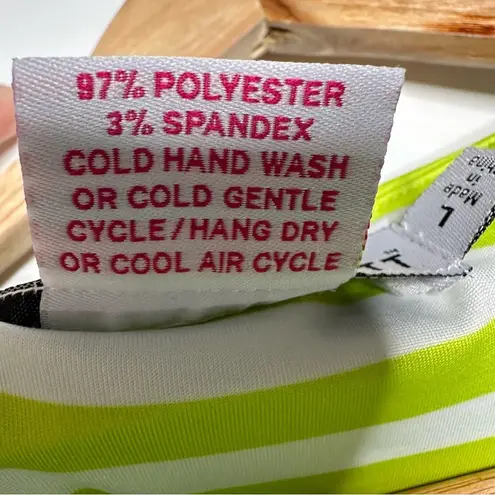 97% POLYESTER
3% SPANDEX
COLD HAND WASH
OR COLD GENTLE
CYCLE/HANG DRY
OR COOL AIR CYCLE
L
Made
in
China